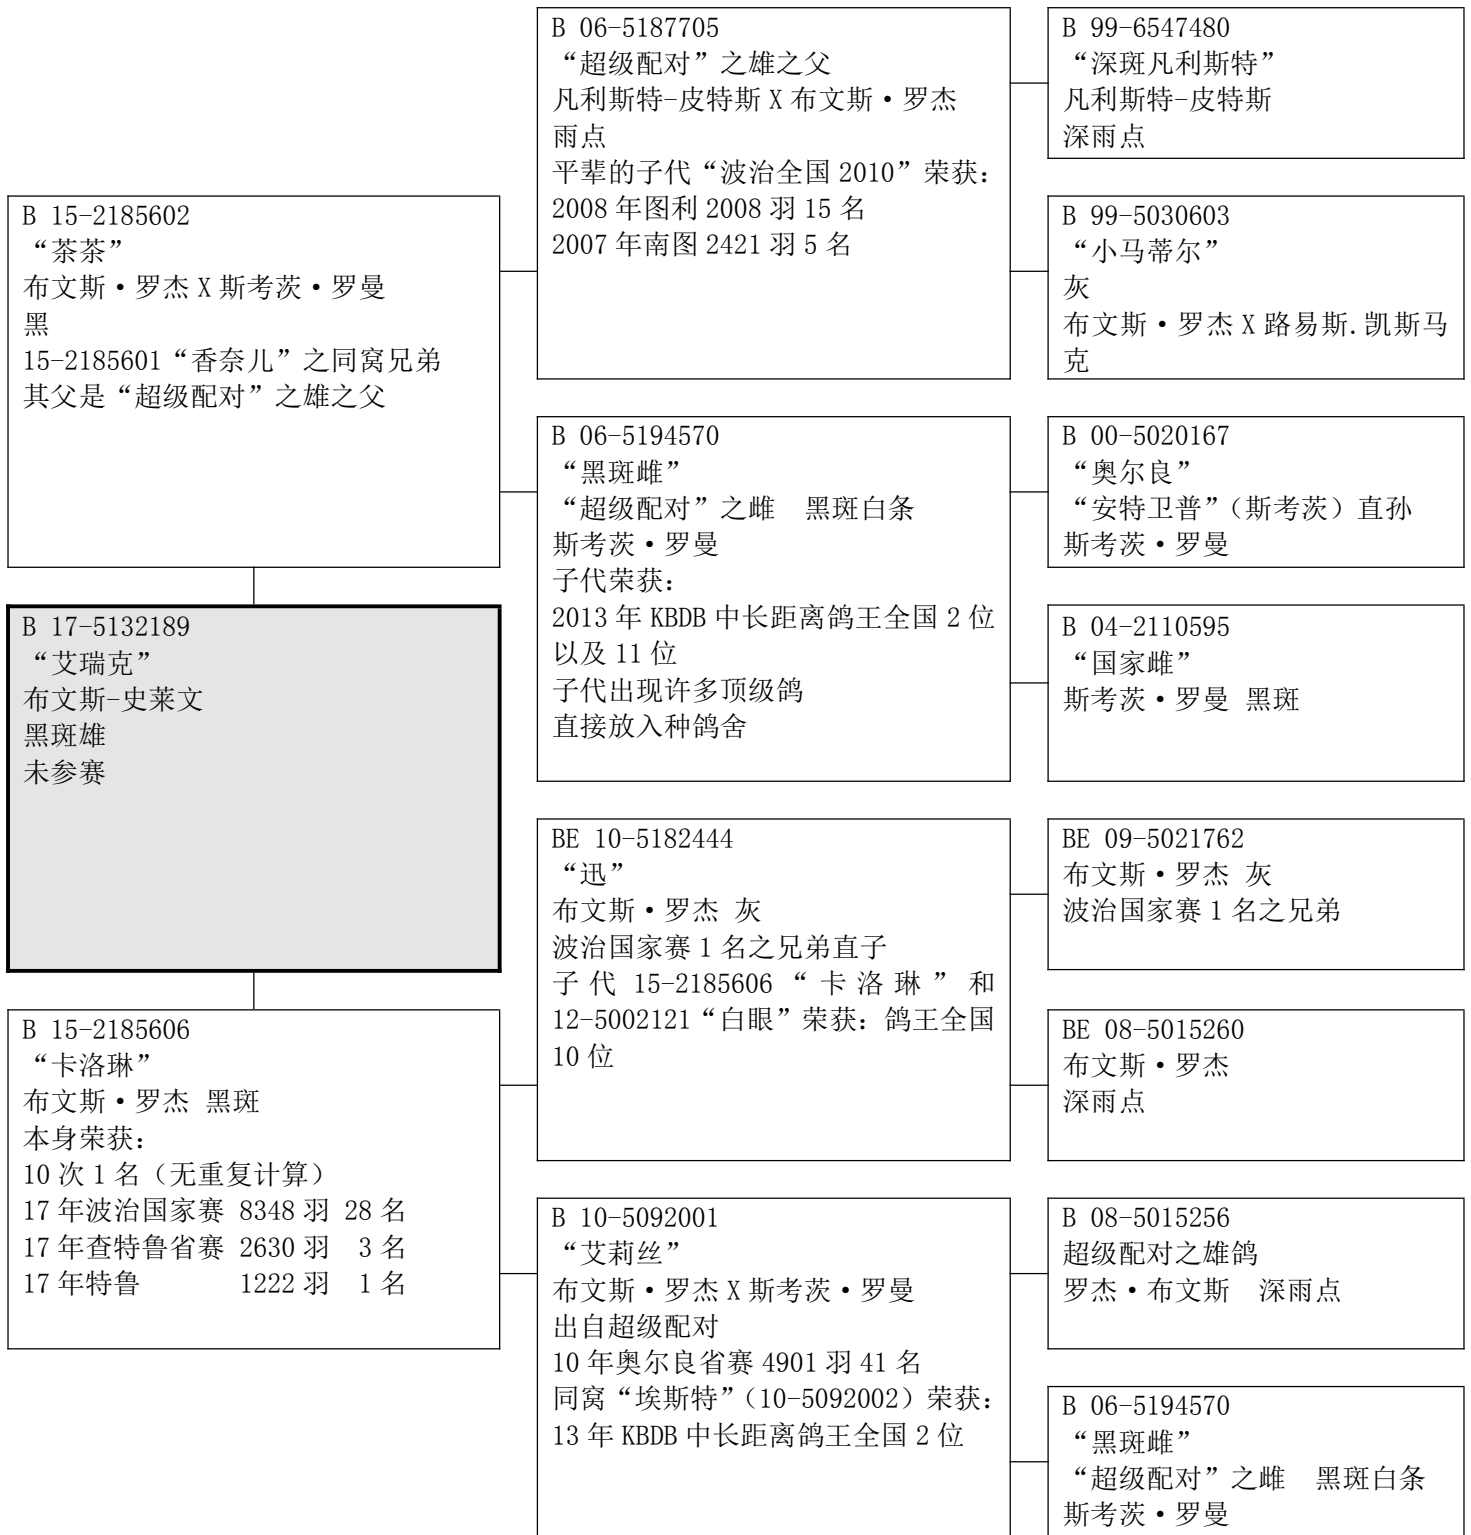 B 06-5187705
“超级配对”之雄之父
凡利斯特-皮特斯 X 布文斯·罗杰
雨点
平辈的子代“波治全国 2010”荣获：
2008 年图利 2008 羽 15 名
2007 年南图 2421 羽 5 名
B 99-6547480
“深斑凡利斯特”
凡利斯特-皮特斯
深雨点
B 15-2185602
“茶茶”
布文斯·罗杰 X 斯考茨·罗曼
黑
15-2185601“香奈儿”之同窝兄弟
其父是“超级配对”之雄之父
B 99-5030603
“小马蒂尔”
灰
布文斯·罗杰 X 路易斯.凯斯马
克
B 06-5194570
“黑斑雌”
“超级配对”之雌 黑斑白条
斯考茨·罗曼
子代荣获：
2013 年 KBDB 中长距离鸽王全国 2 位
以及 11 位
子代出现许多顶级鸽
直接放入种鸽舍
B 00-5020167
“奥尔良”
“安特卫普”（斯考茨）直孙
斯考茨·罗曼
B 17-5132189
“艾瑞克”
布文斯-史莱文
黑斑雄
未参赛
B 04-2110595
“国家雌”
斯考茨·罗曼 黑斑
BE 10-5182444
“迅”
布文斯·罗杰 灰
波治国家赛 1 名之兄弟直子
子代 15-2185606 “卡洛琳”和
12-5002121“白眼”荣获：鸽王全国
10 位
BE 09-5021762
布文斯·罗杰 灰
波治国家赛 1 名之兄弟
B 15-2185606
“卡洛琳”
布文斯·罗杰 黑斑
本身荣获：
10 次 1 名（无重复计算）
17 年波治国家赛 8348 羽 28 名
17 年查特鲁省赛 2630 羽 3 名
17 年特鲁 1222 羽 1 名
BE 08-5015260
布文斯·罗杰
深雨点
B 10-5092001
“艾莉丝”
布文斯·罗杰 X 斯考茨·罗曼
出自超级配对
10 年奥尔良省赛 4901 羽 41 名
同窝“埃斯特”（10-5092002）荣获：
13 年 KBDB 中长距离鸽王全国 2 位
B 08-5015256
超级配对之雄鸽
罗杰·布文斯 深雨点
B 06-5194570
“黑斑雌”
“超级配对”之雌 黑斑白条
斯考茨·罗曼